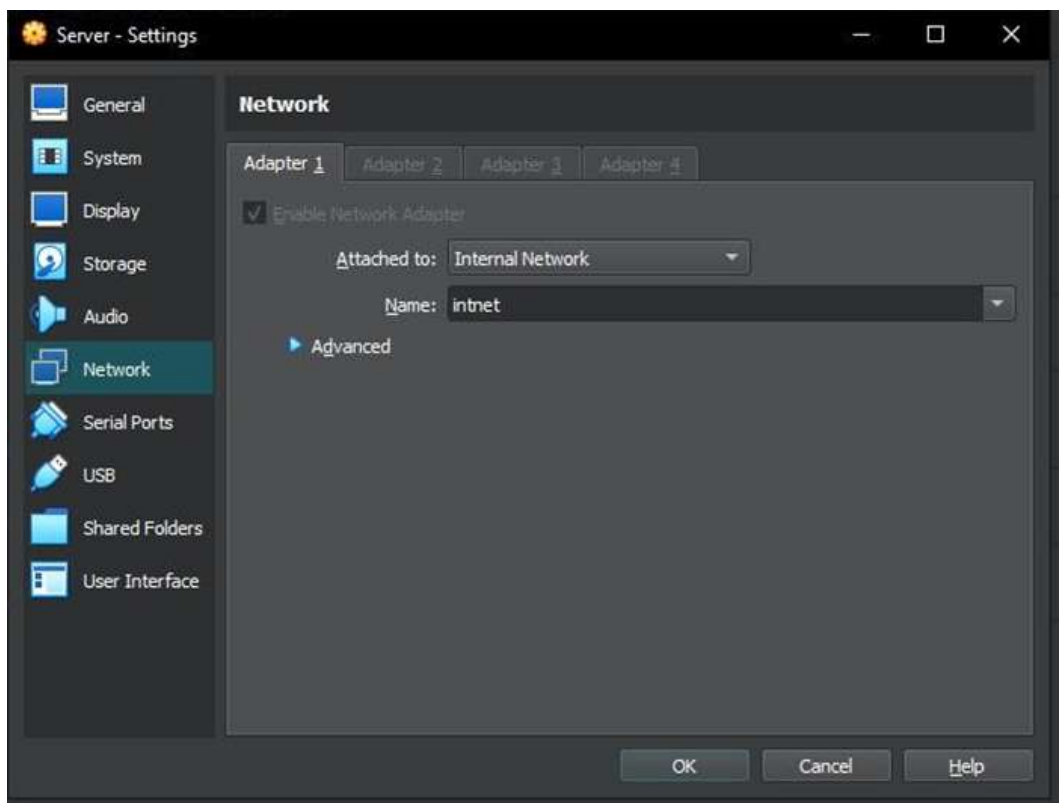 Server - Settings
General
System
Display
Storage
Audio
Network
Serial Ports
USB
Shared Folders
User Interface
Network
Adapter 1 Adapter 2 Adapter 3 Adapter 4
Enable Network Adapter
Attached to: Internal Network
Name: intnet
Advanced
OK Cancel Help